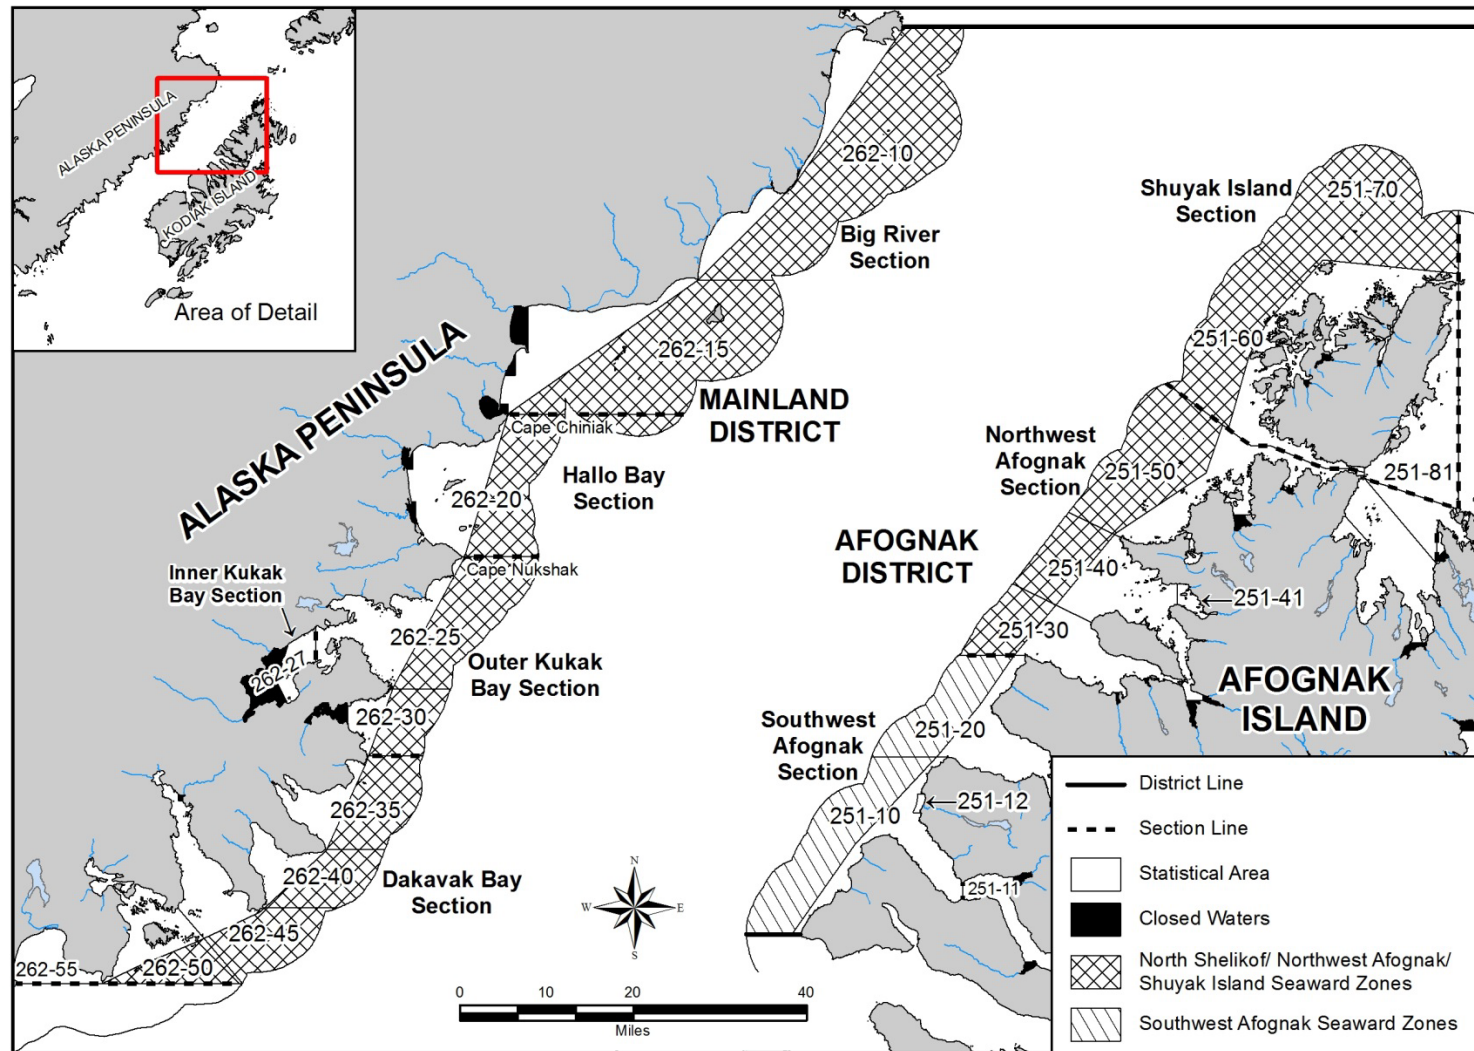 ALASKA PENINSULA
KODIAK ISLAND
Area of Detail
262-10
251-70
Shuyak Island
Section
Big River
Section
251-60
262-15
ALASKA PENINSULA
MAINLAND
DISTRICT
Cape Chiniak
Northwest
Afognak
Section
251-50
251-81
Hallo Bay
Section
262-20
AFOGNAK
DISTRICT
Cape Nukshak
251-40
Inner Kukak
Bay Section
251-41
262-25
251-30
262-27
Outer Kukak
Bay Section
AFOGNAK
ISLAND
262-30
Southwest
Afognak
Section
251-20
262-35
251-10
251-12
262-40
Dakavak Bay
Section
251-11
262-45
262-50
262-55
N
W
E
S
0
10
20
40
Miles
District Line
Section Line
Statistical Area
Closed Waters
North Shelikof/ Northwest Afognak/
Shuyak Island Seaward Zones
Southwest Afognak Seaward Zones